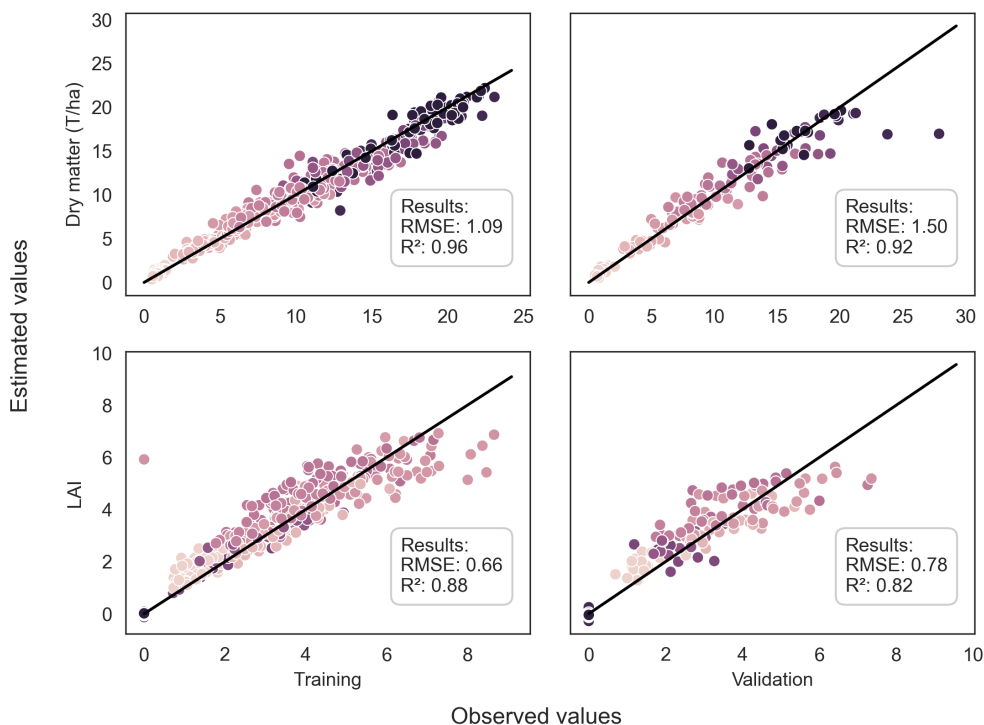 30
25
20
15
10
5
0
Dry matter (T/ha)
Results:
RMSE: 1.09
R²: 0.96
0 5 10 15 20 25
Results:
RMSE: 1.50
R²: 0.92
0 5 10 15 20 25 30
Estimated values
10
8
6
4
2
0
LAI
Results:
RMSE: 0.66
R²: 0.88
0 2 4 6 8
Training
Results:
RMSE: 0.78
R²: 0.82
0 2 4 6 8 10
Validation
Observed values